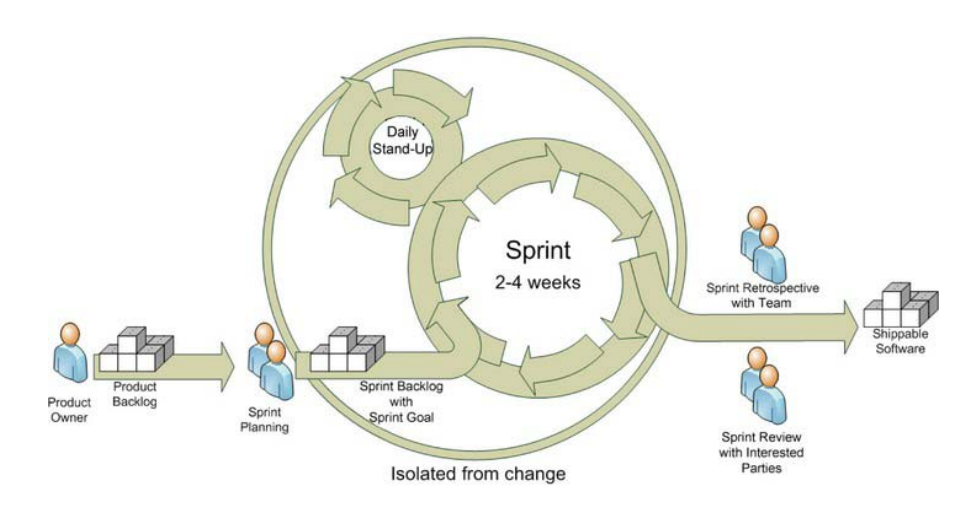 Daily
Stand-Up
Sprint
2-4 weeks
Product
Owner
Product
Backlog
Sprint
Planning
Sprint Backlog
with
Sprint Goal
Isolated from change
Sprint Retrospective
with Team
Sprint Review
with Interested
Parties
Shippable
Software